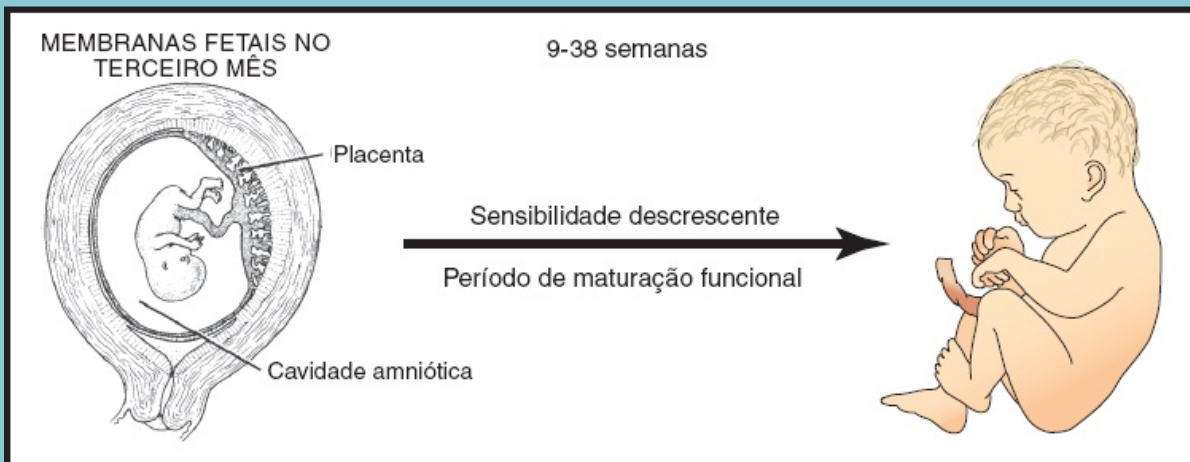 MEMBRANAS FETAIS NO
TERCEIRO MÊS
9-38 semanas
Placenta
Sensibilidade descrescente
Período de maturação funcional
Cavidade amniótica